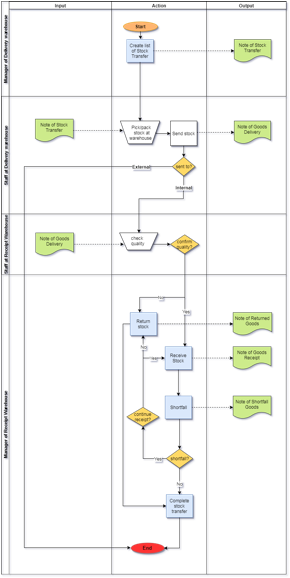 Input
Action
Output
Manager of Delivery warehouse
Start
Create list
of Stock
Transfer
Note of Stock
Transfer
Staff at Delivery warehouse
Note of Stock
Transfer
Pick/pack
stock at
warehouse
Send stock
Note of Goods
Delivery
sent to?
External
Internal
Staff at Receipt Warehouse
Note of Goods
Delivery
check
quality
confirm
quality?
Manager of Receipt Warehouse
No
Yes
Return
stock
Note of Returned
Goods
No
Yes
Receive
Stock
Note of Goods
Receipt
Shortfall
Note of Shortfall
Goods
continue
receipt?
Yes
shortfall?
No
Complete
stock
transfer
End